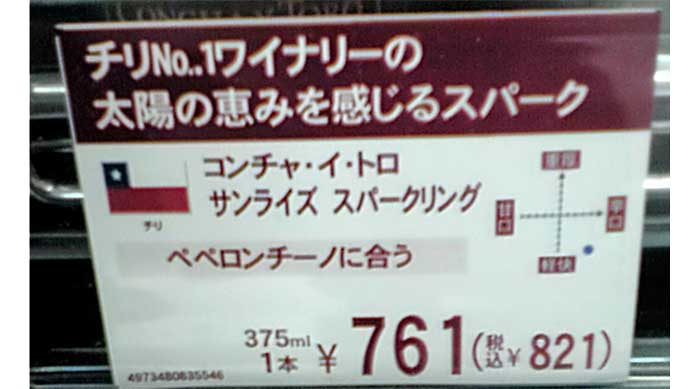 チリNo..1ワイナリーの
太陽の恵みを感じるスパーク
コンチャ・イ・トロ
サンライズ スパークリング
チリ
重厚
甘口
辛口
軽快
ペペロンチーノに合う
375ml
1本 ¥761(税込¥821)
4973480835546